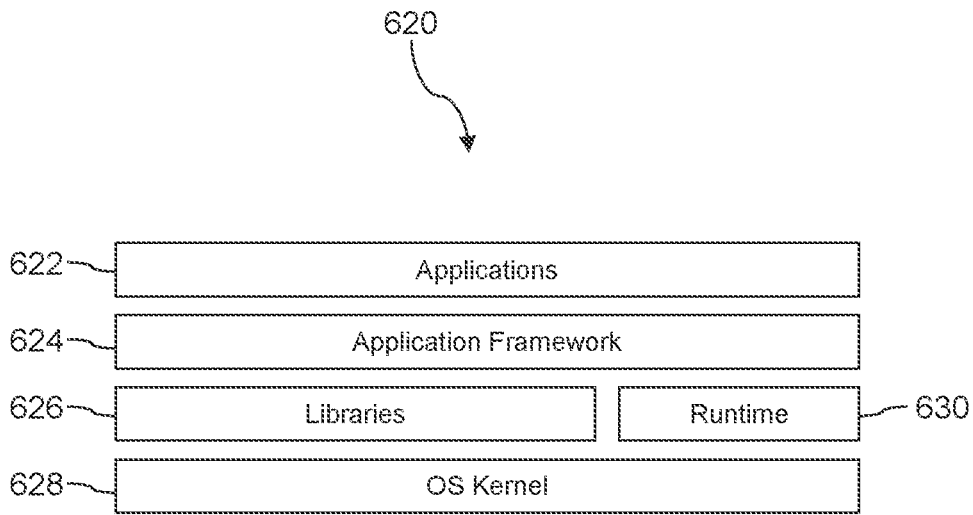 620
622 Applications
624 Application Framework
626 Libraries Runtime 630
628 OS Kernel